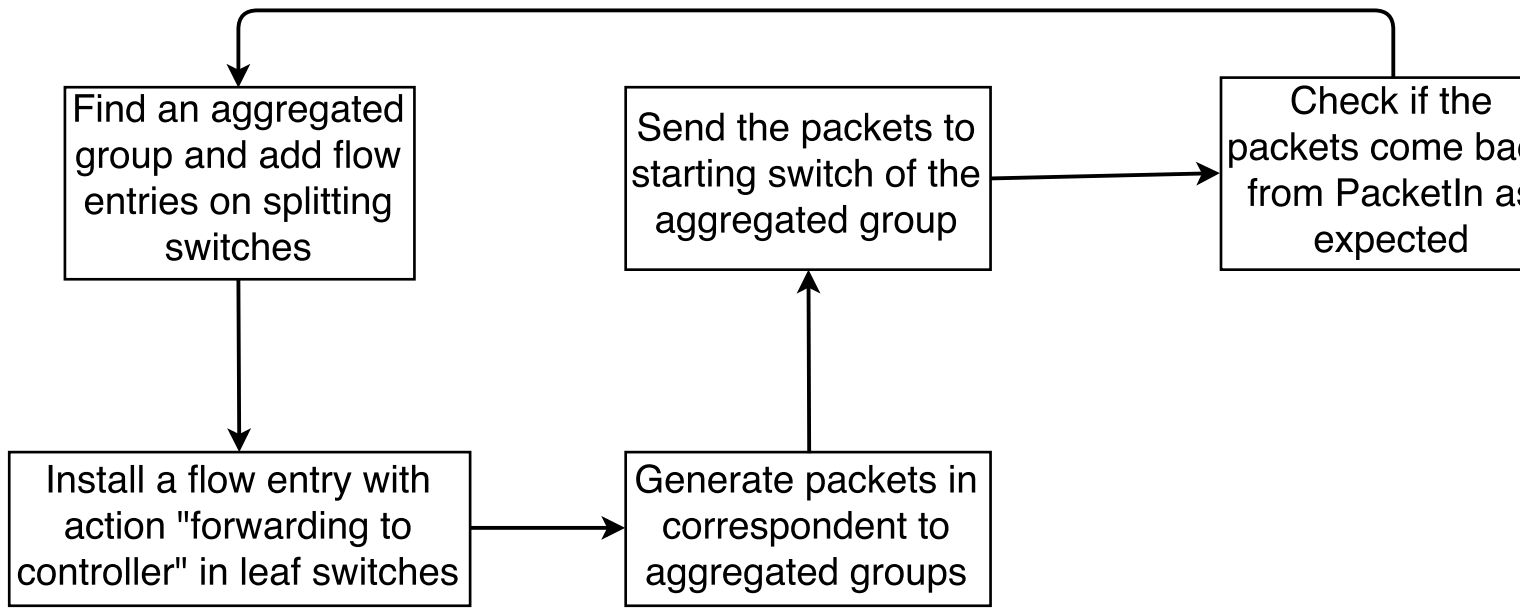 Find an aggregated
group and add flow
entries on splitting
switches
Send the packets to
starting switch of the
aggregated group
Check if the
packets come
from PacketIn
expected
Install a flow entry with
action "forwarding to
controller" in leaf switches
Generate packets in
correspondent to
aggregated groups